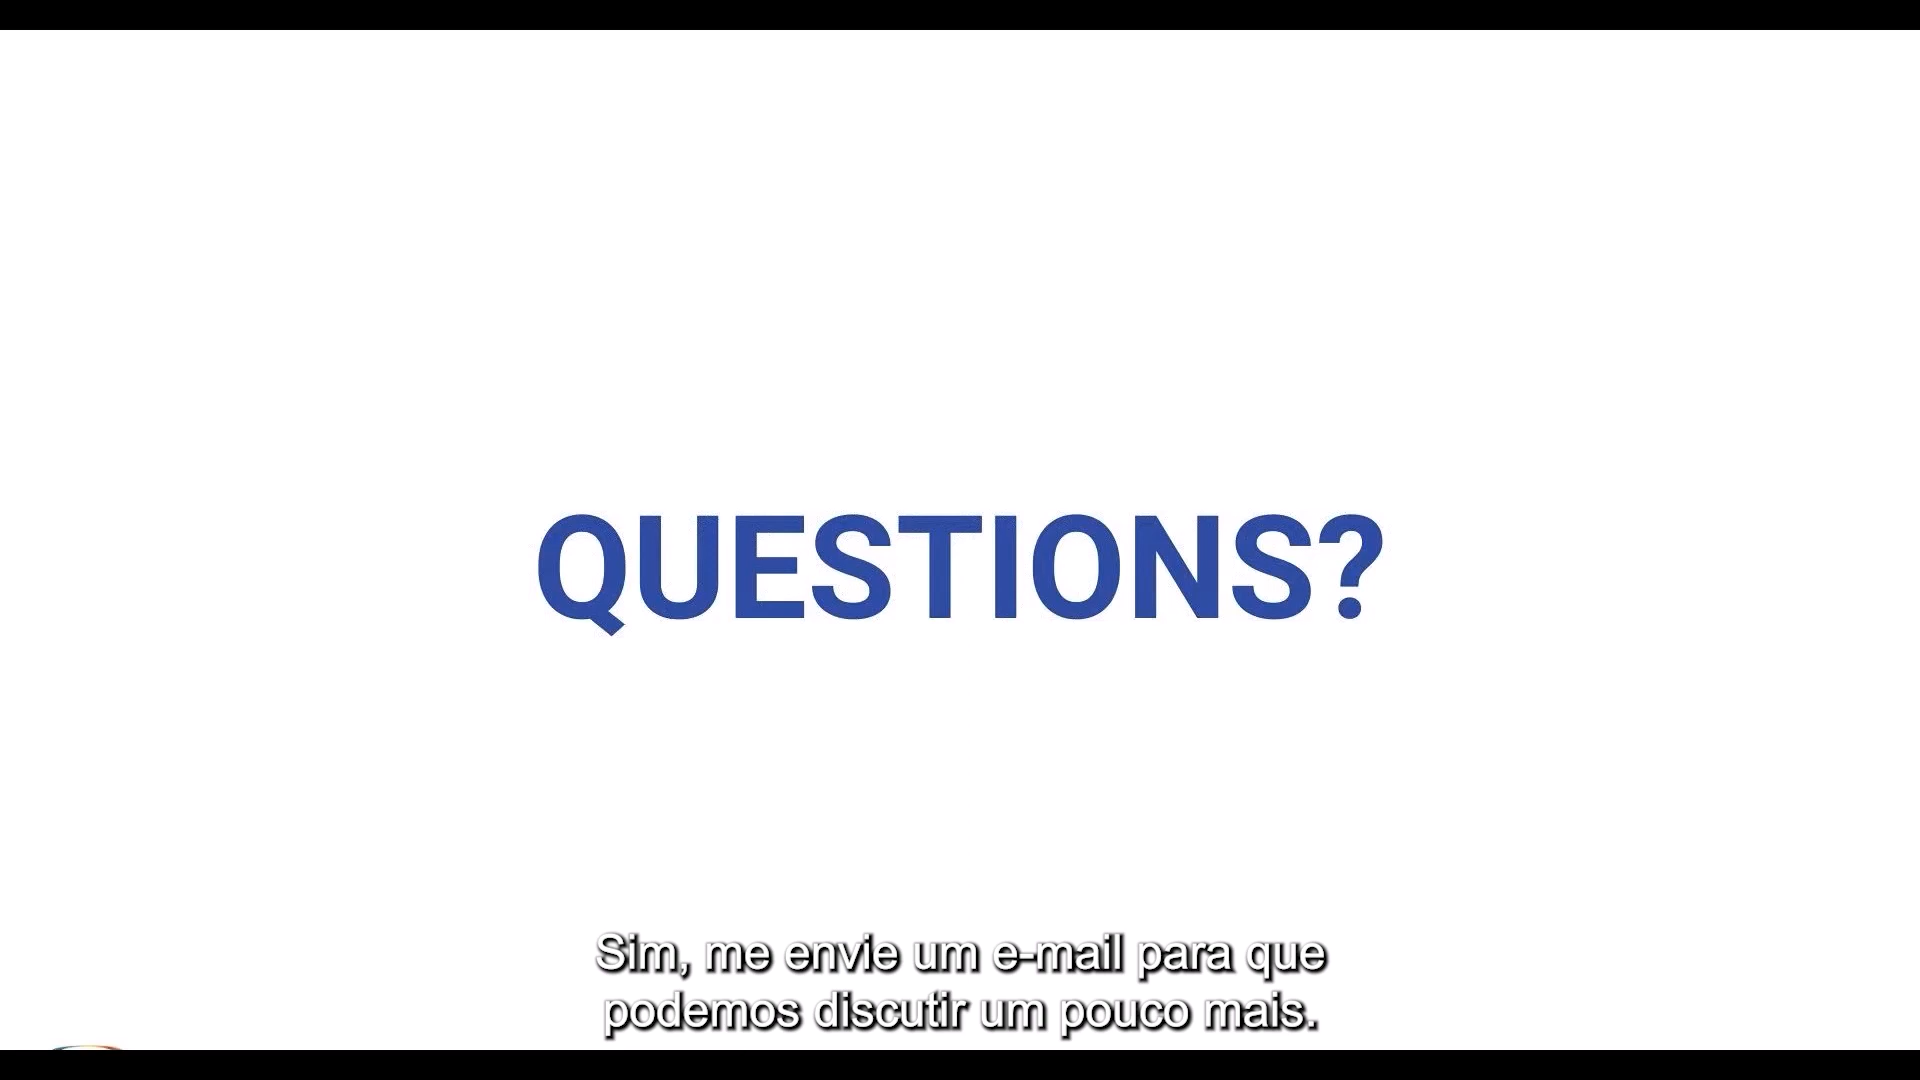 QUESTIONS?
Sim, me envie um e-mail para que
podemos discutir um pouco mais.